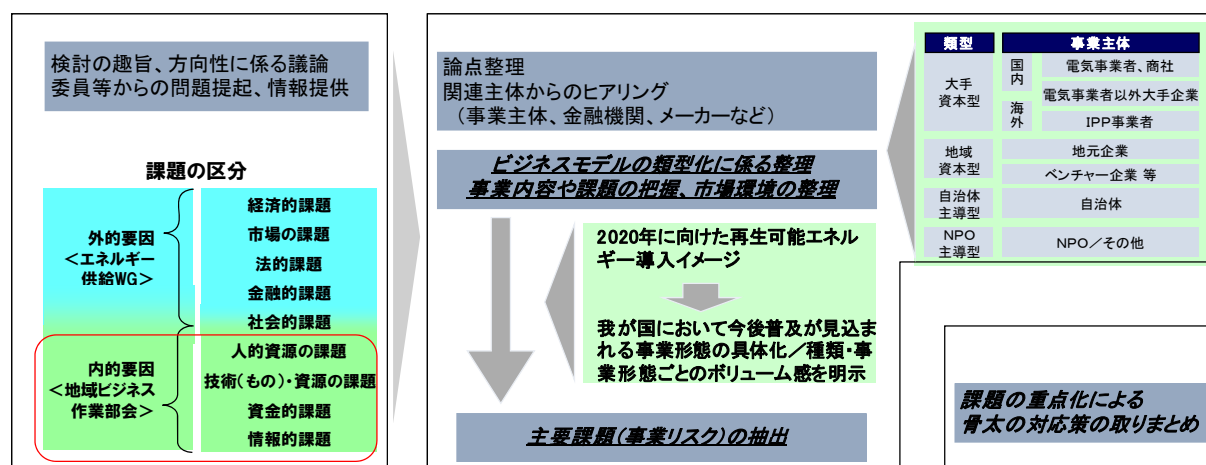 検討の趣旨、方向性に係る議論
委員等からの問題提起、情報提供
課題の区分
外的要因
＜エネルギー
供給WG＞
経済的課題
市場の課題
法的課題
金融的課題
社会的課題
内的要因
＜地域ビジネス
作業部会＞
人的資源の課題
技術(もの)・資源の課題
資金的課題
情報的課題
論点整理
関連主体からのヒアリング
（事業主体、金融機関、メーカーなど）
ビジネスモデルの類型化に係る整理
事業内容や課題の把握、市場環境の整理
2020年に向けた再生可能エネル
ギー導入イメージ
我が国において今後普及が見込ま
れる事業形態の具体化／種類・事
業形態ごとのボリューム感を明示
主要課題(事業リスク)の抽出
類型
事業主体
大手
資本型
国
内
電気事業者、商社
電気事業者以外大手企業
海
外
IPP事業者
地域
資本型
地元企業
ベンチャー企業 等
自治体
主導型
自治体
NPO
主導型
NPO／その他
課題の重点化による
骨太の対応策の取りまとめ